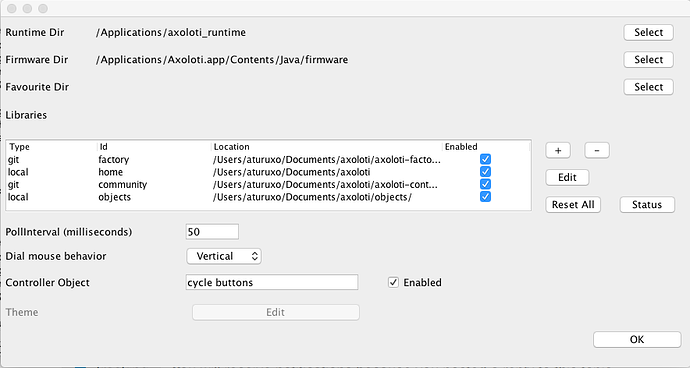 Runtime Dir /Applications/axoloti_runtime Select
Firmware Dir /Applications/Axoloti.app/Contents/Java/firmware Select
Favourite Dir Select
Libraries
Type Id Location Enabled
git factory /Users/aturuxo/Documents/axoloti/axoloti-facto... + -
local home /Users/aturuxo/Documents/axoloti
git community /Users/aturuxo/Documents/axoloti/axoloti-cont... Edit
local objects /Users/aturuxo/Documents/axoloti/objects/
Reset All Status
PollInterval (milliseconds) 50
Dial mouse behavior Vertical
Controller Object cycle buttons Enabled
Theme Edit
OK